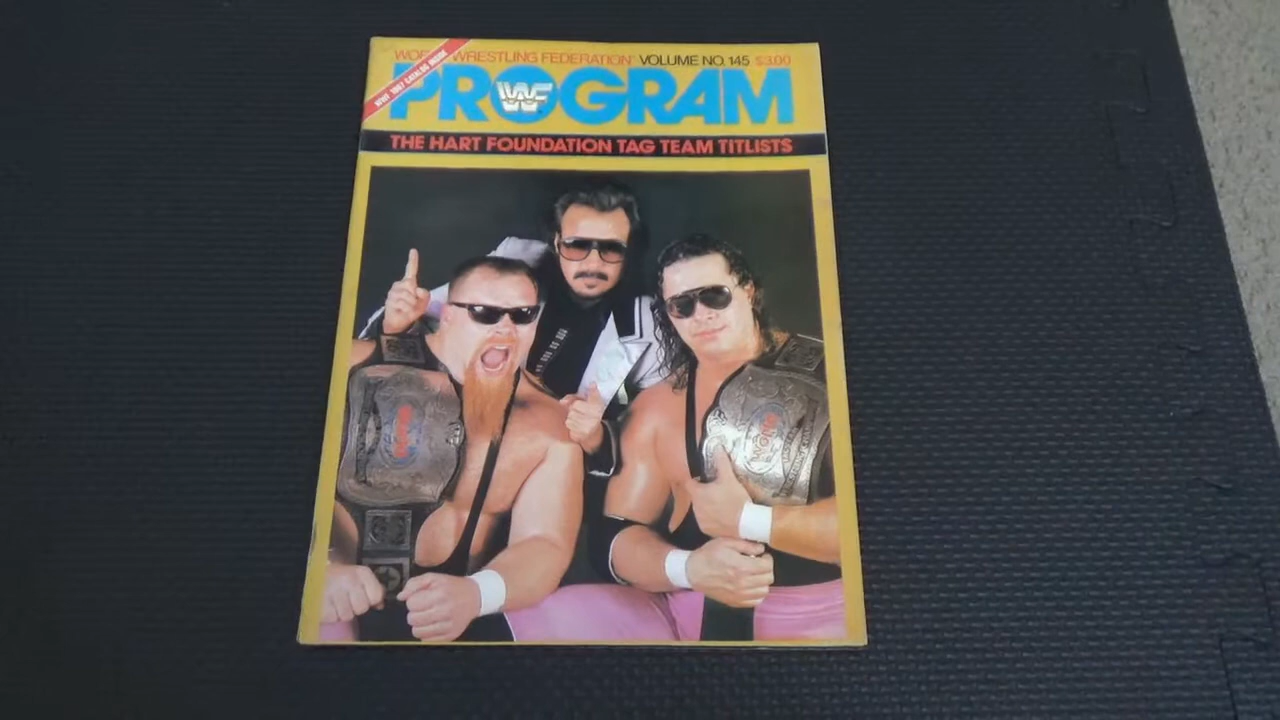 WORLD WRESTLING FEDERATION® VOLUME NO. 145 $3.00
WWF 1987 CATALOG INSIDE
PROGRAM
WF
THE HART FOUNDATION TAG TEAM TITLISTS